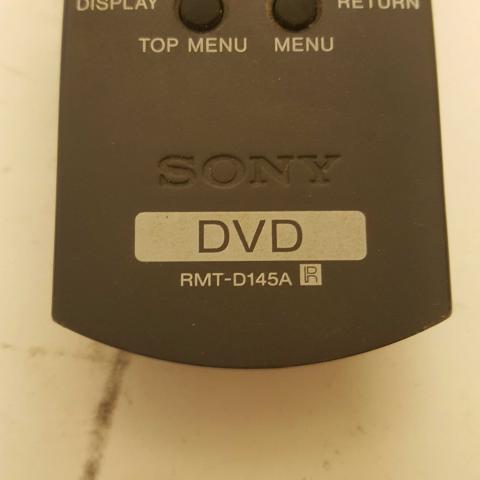 DISPLAY RETURN
TOP MENU MENU
SONY
DVD
RMT-D145A R